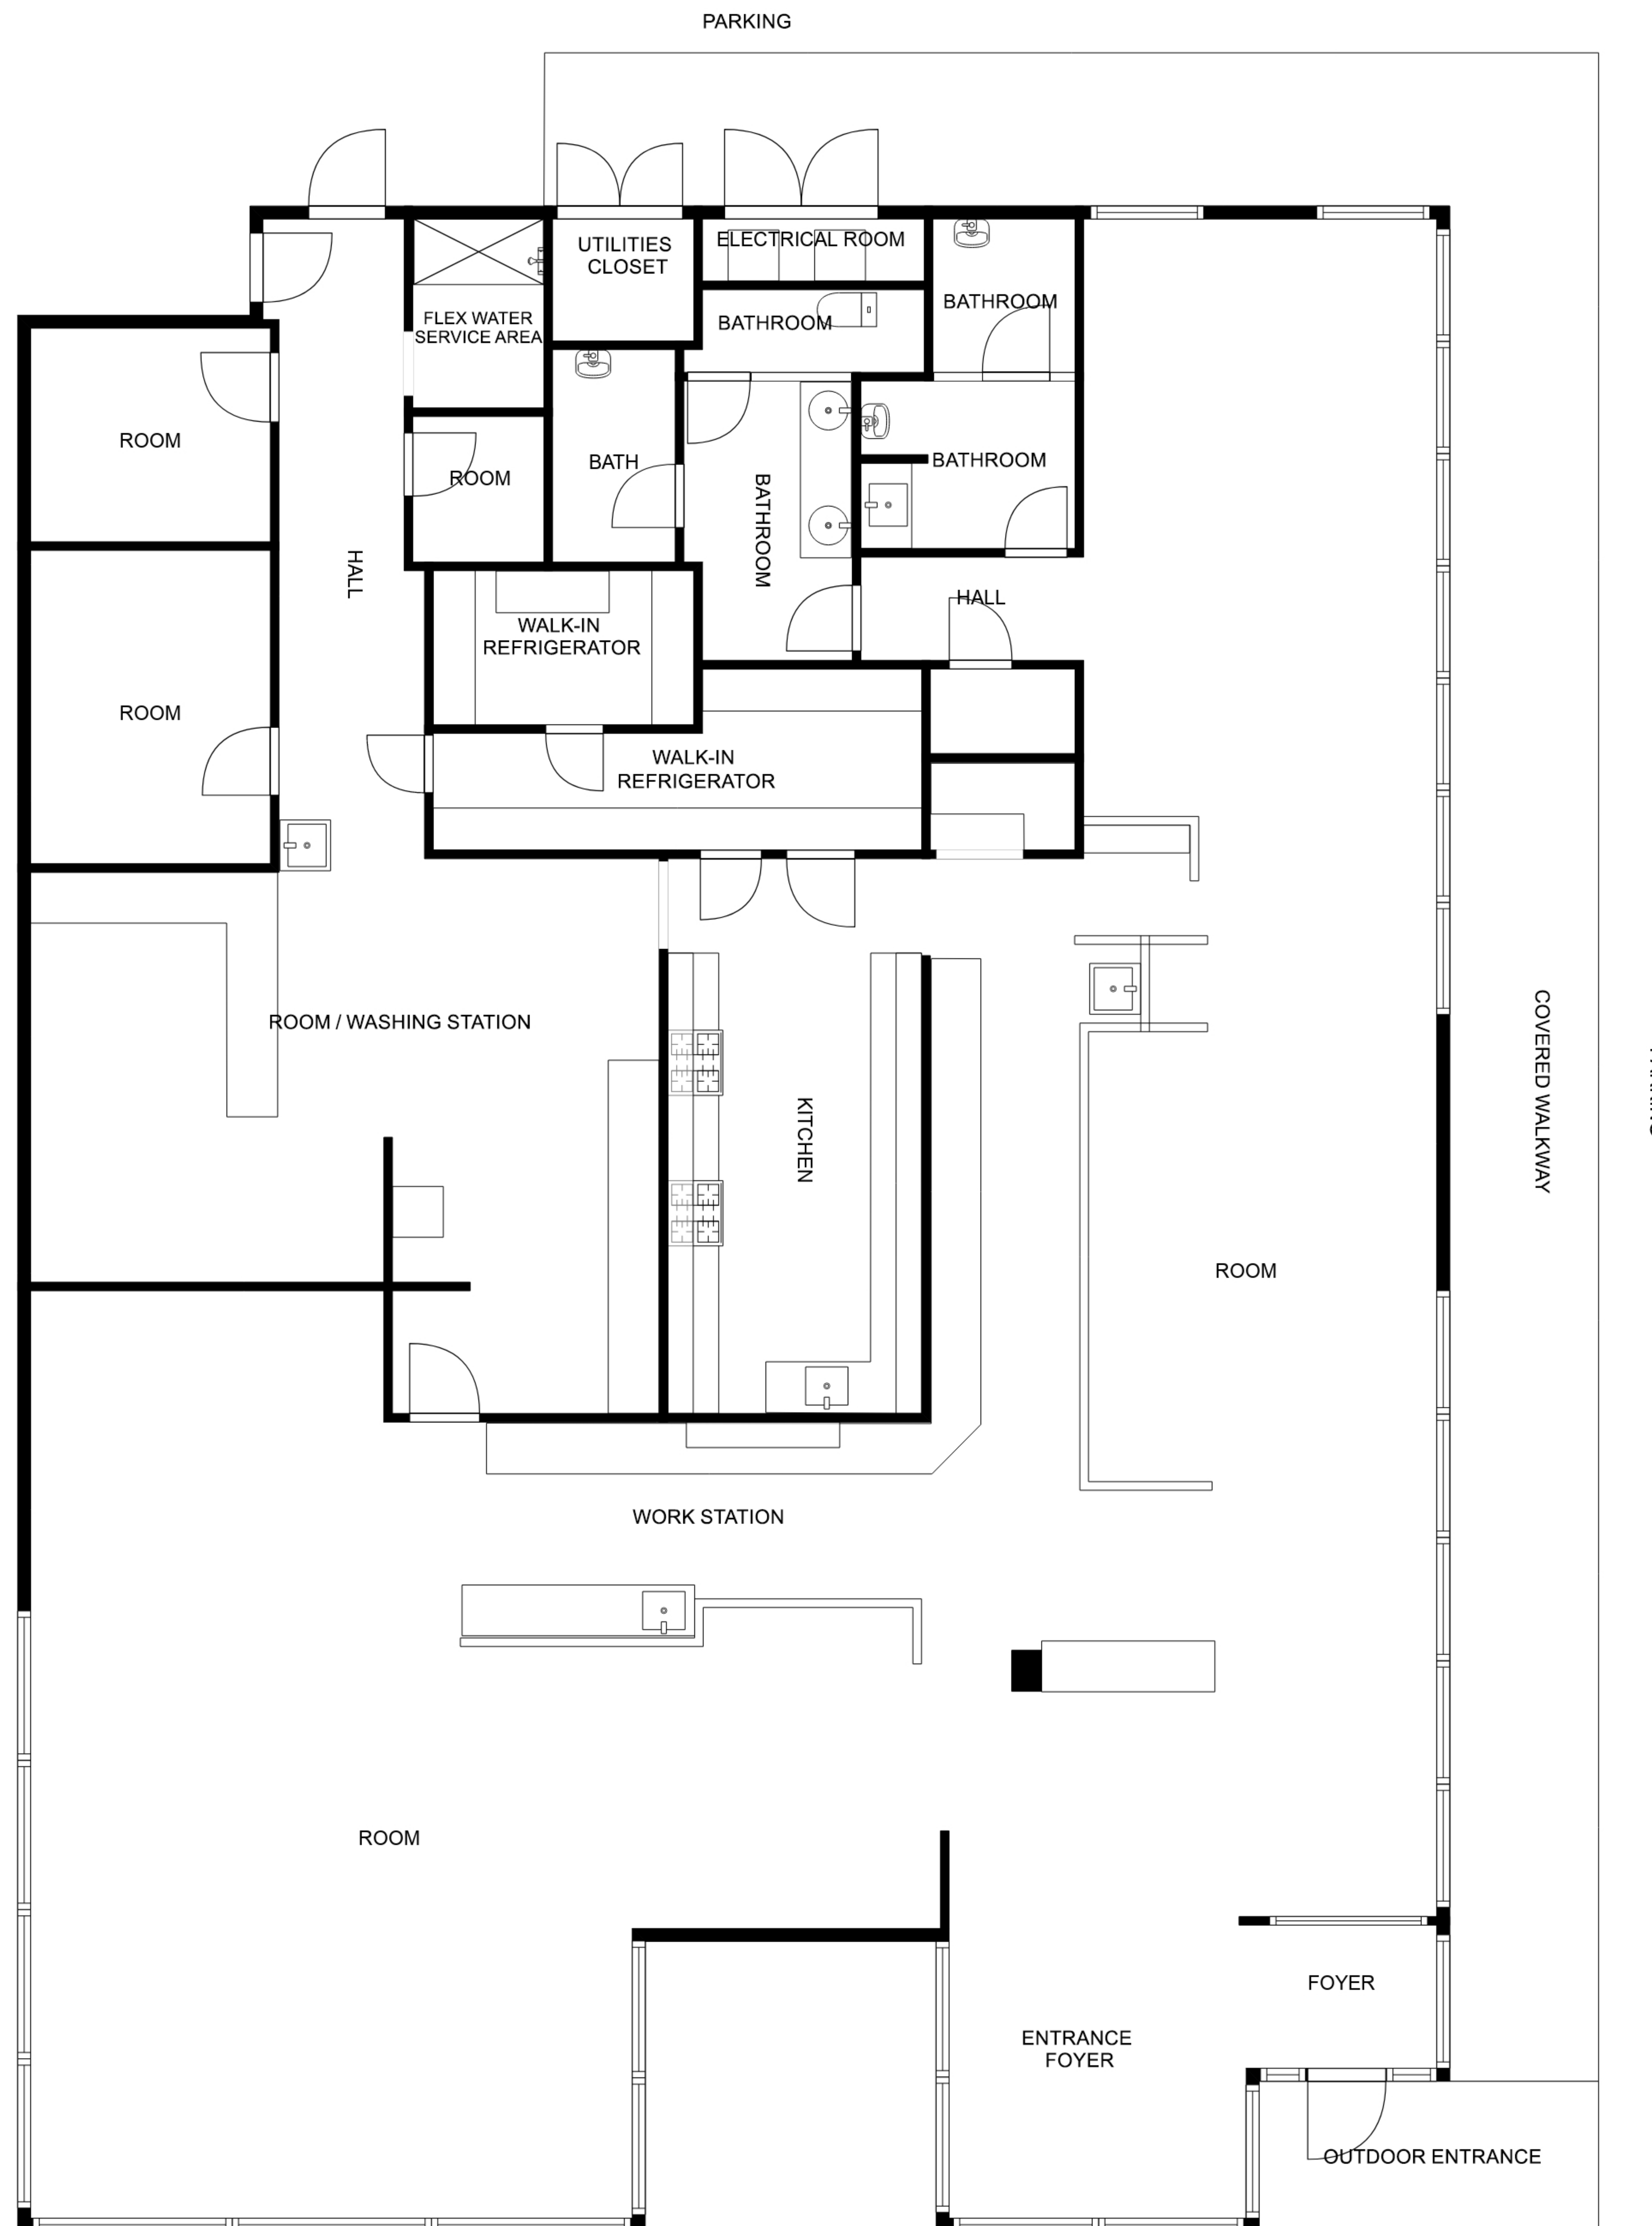 PARKING
UTILITIES
CLOSET
ELECTRICAL ROOM
BATHROOM
FLEX WATER
SERVICE AREA
BATHROOM
ROOM
ROOM
BATH
BATHROOM
BATHROOM
HALL
HALL
WALK-IN
REFRIGERATOR
ROOM
WALK-IN
REFRIGERATOR
ROOM / WASHING STATION
KITCHEN
COVERED WALKWAY
ROOM
WORK STATION
ROOM
FOYER
ENTRANCE
FOYER
OUTDOOR ENTRANCE